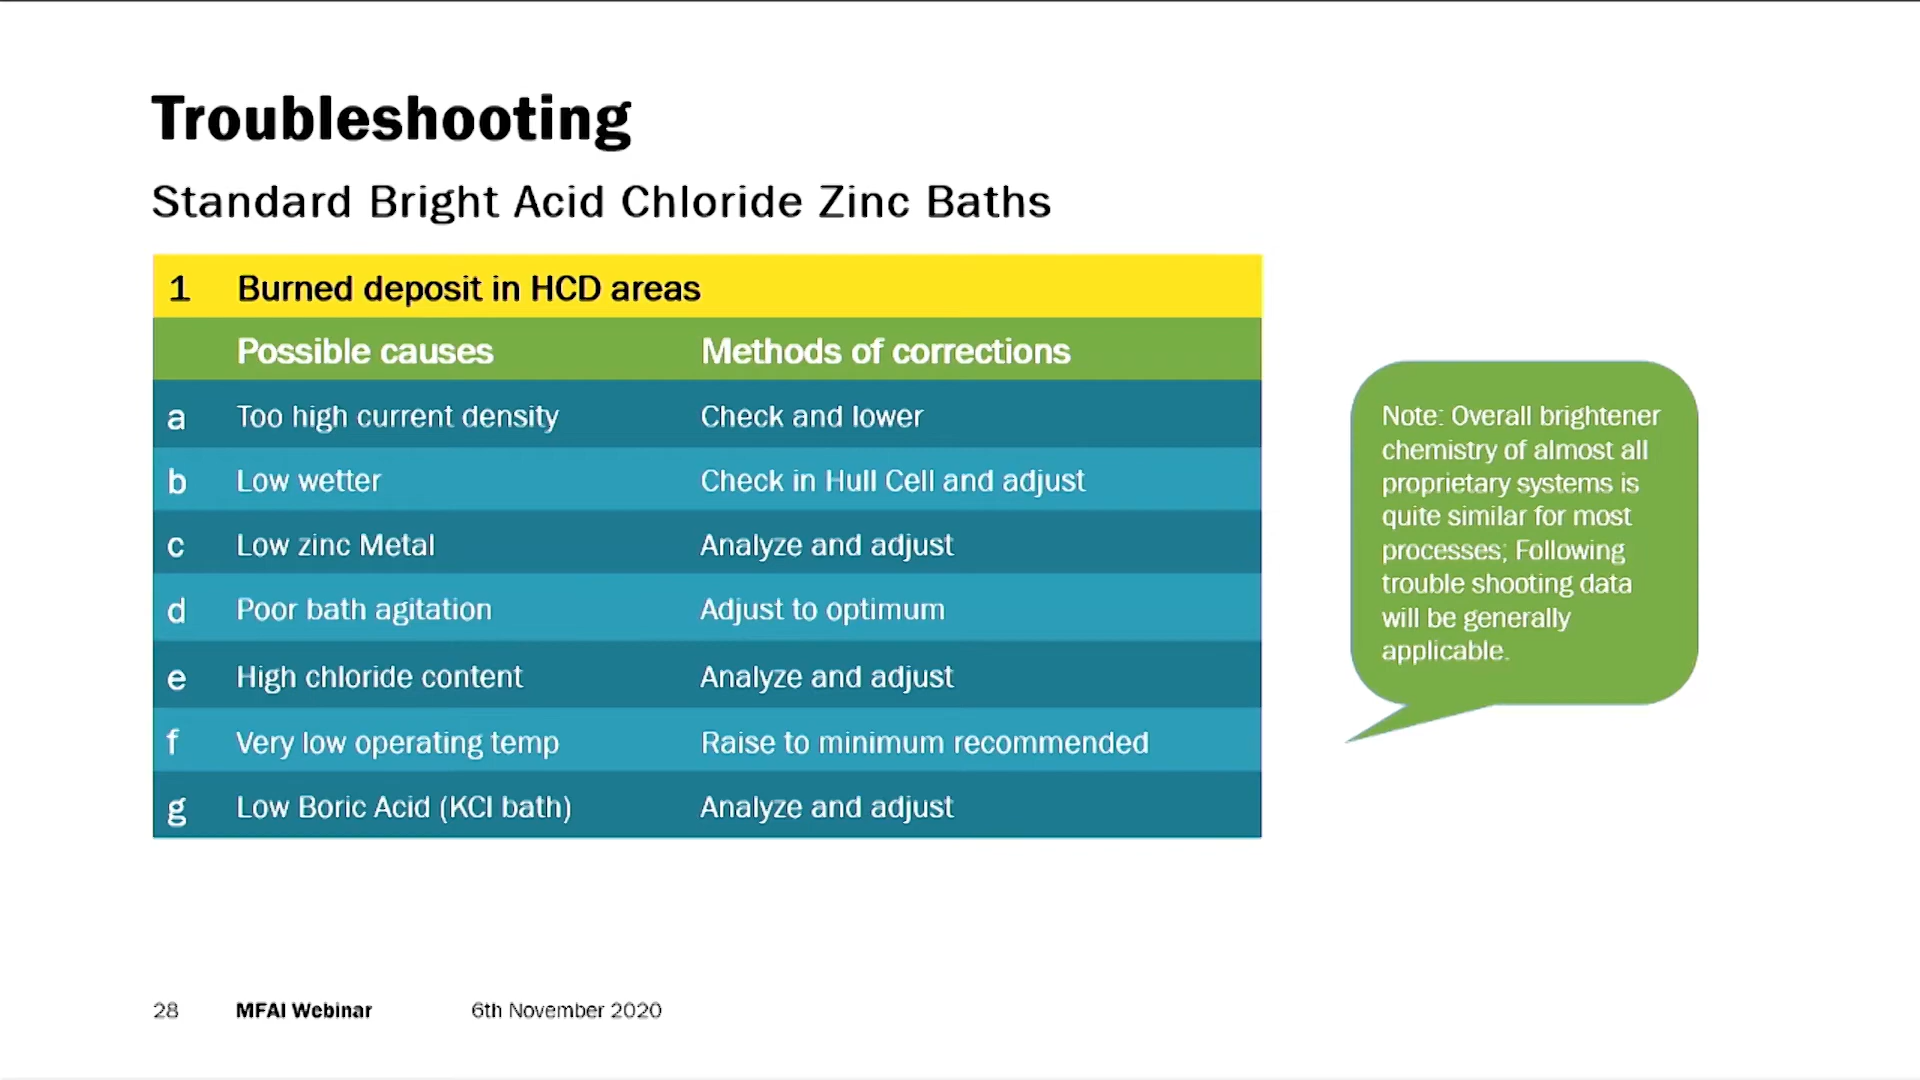 Troubleshooting
Standard Bright Acid Chloride Zinc Baths
1 Burned deposit in HCD areas
Possible causes Methods of corrections
a Too high current density Check and lower
b Low wetter Check in Hull Cell and adjust
c Low zinc Metal Analyze and adjust
d Poor bath agitation Adjust to optimum
e High chloride content Analyze and adjust
f Very low operating temp Raise to minimum recommended
g Low Boric Acid (KCl bath) Analyze and adjust
Note: Overall brightener
chemistry of almost all
proprietary systems is
quite similar for most
processes; Following
trouble shooting data
will be generally
applicable.
28 MFAI Webinar 6th November 2020